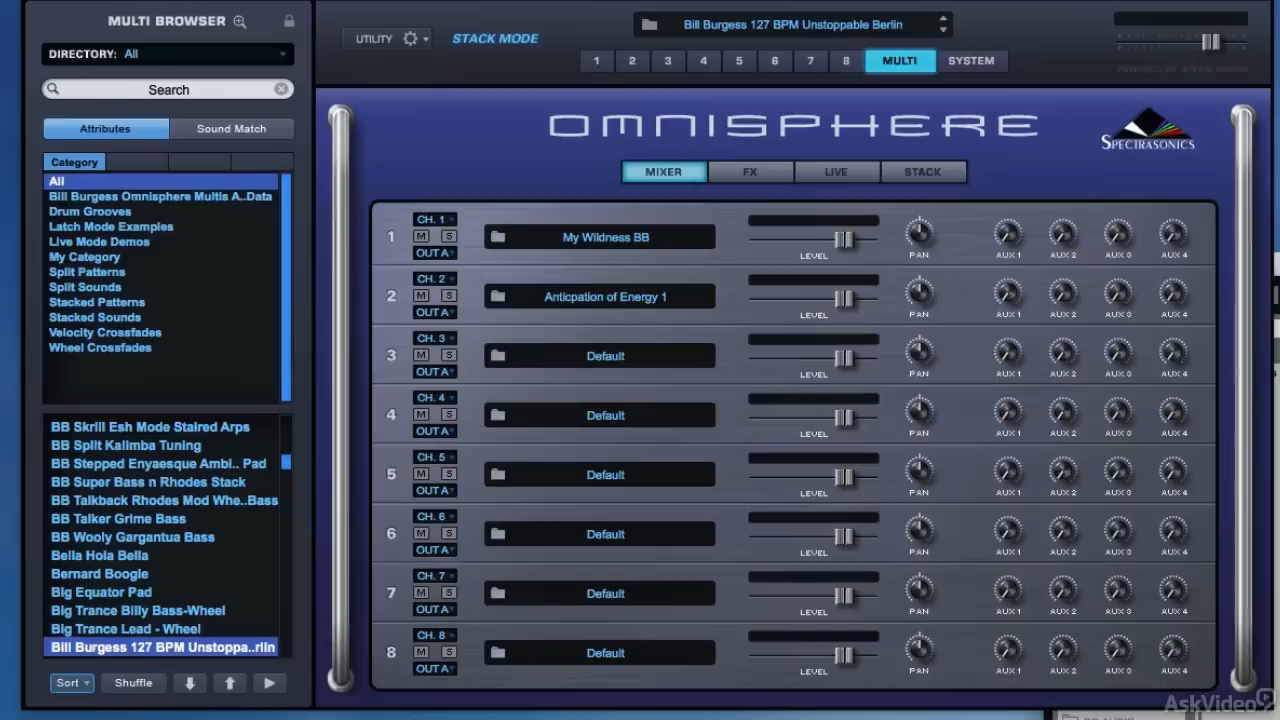 MULTI BROWSER
DIRECTORY: All
Search
Attributes
Sound Match
Category
All
Bill Burgess Omnisphere Multis A..Data
Drum Grooves
Latch Mode Examples
Live Mode Demos
My Category
Split Patterns
Split Sounds
Stacked Patterns
Stacked Sounds
Velocity Crossfades
Wheel Crossfades
BB Skrill Esh Mode Staired Arps
BB Split Kalimba Tuning
BB Stepped Enyaesque Ambi.. Pad
BB Super Bass n Rhodes Stack
BB Talkback Rhodes Mod Whe..Bass
BB Talker Grime Bass
BB Wooly Gargantua Bass
Bella Hola Bella
Bernard Boogie
Big Equator Pad
Big Trance Billy Bass-Wheel
Big Trance Lead - Wheel
Bill Burgess 127 BPM Unstoppa..rlin
Sort
Shuffle
UTILITY
STACK MODE
Bill Burgess 127 BPM Unstoppable Berlin
1 2 3 4 5 6 7 8 MULTI SYSTEM
OMNISPHERE
SPECTRASONICS
MIXER FX LIVE STACK
1 CH. 1 M S OUT A My Wildness BB LEVEL PAN AUX 1 AUX 2 AUX 3 AUX 4
2 CH. 2 M S OUT A Anticpation of Energy 1 LEVEL PAN AUX 1 AUX 2 AUX 3 AUX 4
3 CH. 3 M S OUT A Default LEVEL PAN AUX 1 AUX 2 AUX 3 AUX 4
4 CH. 4 M S OUT A Default LEVEL PAN AUX 1 AUX 2 AUX 3 AUX 4
5 CH. 5 M S OUT A Default LEVEL PAN AUX 1 AUX 2 AUX 3 AUX 4
6 CH. 6 M S OUT A Default LEVEL PAN AUX 1 AUX 2 AUX 3 AUX 4
7 CH. 7 M S OUT A Default LEVEL PAN AUX 1 AUX 2 AUX 3 AUX 4
8 CH. 8 M S OUT A Default LEVEL PAN AUX 1 AUX 2 AUX 3 AUX 4
AskVideo